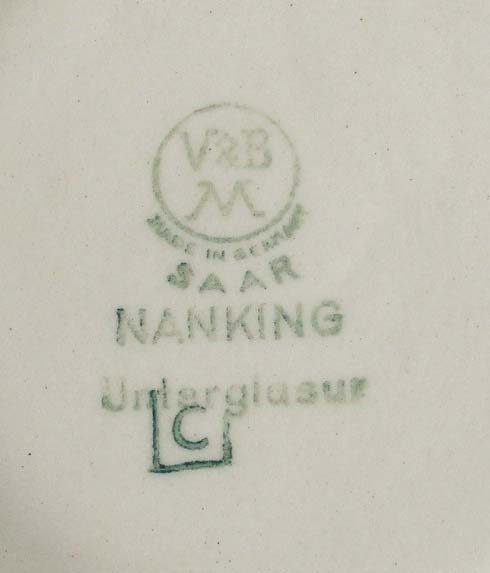 V&B
M
MADE IN GERMANY
SAAR
NANKING
Unterglasur
C